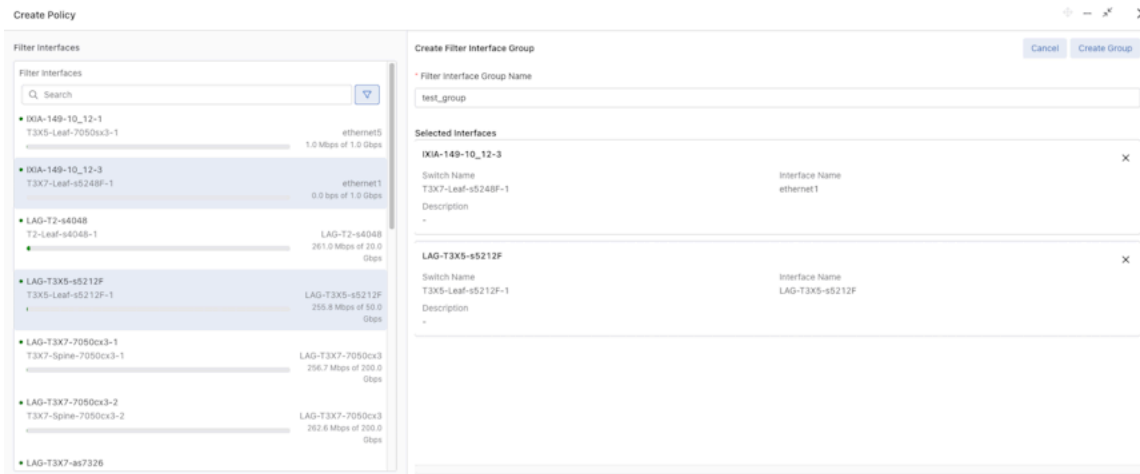 Create Policy
Filter Interfaces
Filter Interfaces
Search
IXIA-149-10_12-1
T3X5-Leaf-7050sx3-1 ethernet5
1.0 Mbps of 1.0 Gbps
IXIA-149-10_12-3
T3X7-Leaf-s5248F-1 ethernet1
0.0 bps of 1.0 Gbps
LAG-T2-s4048
T2-Leaf-s4048-1 LAG-T2-s4048
261.0 Mbps of 20.0
Gbps
LAG-T3X5-s5212F
T3X5-Leaf-s5212F-1 LAG-T3X5-s5212F
255.8 Mbps of 50.0
Gbps
LAG-T3X7-7050cx3-1
T3X7-Spine-7050cx3-1 LAG-T3X7-7050cx3
256.7 Mbps of 200.0
Gbps
LAG-T3X7-7050cx3-2
T3X7-Spine-7050cx3-2 LAG-T3X7-7050cx3
262.6 Mbps of 200.0
Gbps
LAG-T3X7-as7326
Create Filter Interface Group
Cancel Create Group
* Filter Interface Group Name
test_group
Selected Interfaces
IXIA-149-10_12-3
Switch Name Interface Name
T3X7-Leaf-s5248F-1 ethernet1
Description
-
LAG-T3X5-s5212F
Switch Name Interface Name
T3X5-Leaf-s5212F-1 LAG-T3X5-s5212F
Description
-